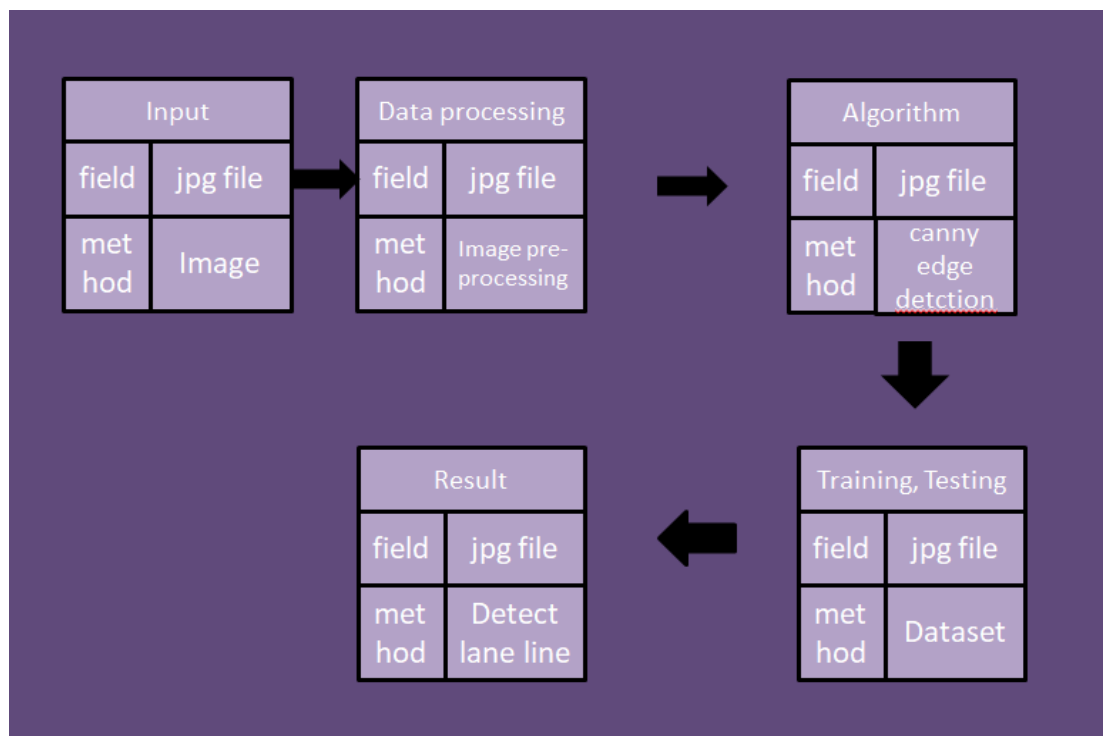 Input
field
jpg file
met
hod
Image
Data processing
field
jpg file
met
hod
Image pre-
processing
Algorithm
field
jpg file
met
hod
canny
edge
detction
Result
field
jpg file
met
hod
Detect
lane line
Training, Testing
field
jpg file
met
hod
Dataset